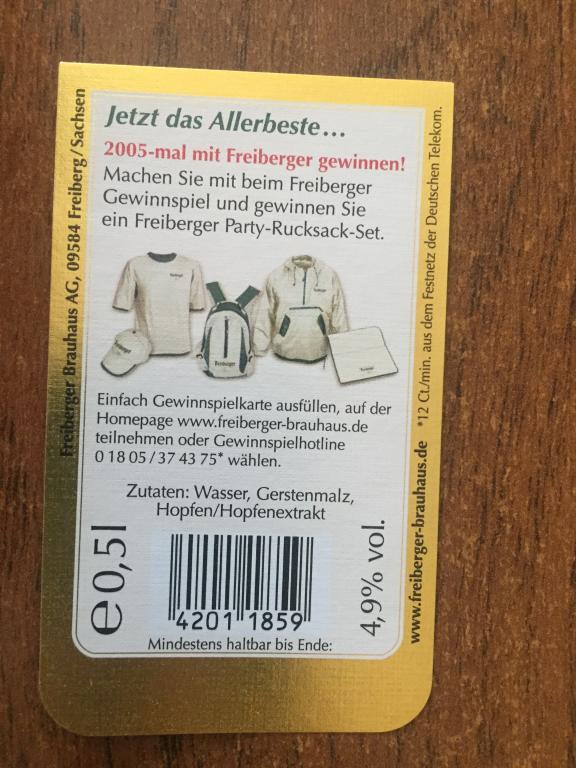 Jetzt das Allerbeste...
2005-mal mit Freiberger gewinnen!
Machen Sie mit beim Freiberger
Gewinnspiel und gewinnen Sie
ein Freiberger Party-Rucksack-Set.
Einfach Gewinnspielkarte ausfüllen, auf der
Homepage www.freiberger-brauhaus.de
teilnehmen oder Gewinnspielhotline
0 18 05 / 37 43 75* wählen.
Zutaten: Wasser, Gerstenmalz,
Hopfen/Hopfenextrakt
4201 1859
Mindestens haltbar bis Ende:
e 0,5 l
4,9% vol.
Freiberger Brauhaus AG, 09584 Freiberg/Sachsen
www.freiberger-brauhaus.de *12 Ct./min. aus dem Festnetz der Deutschen Telekom.